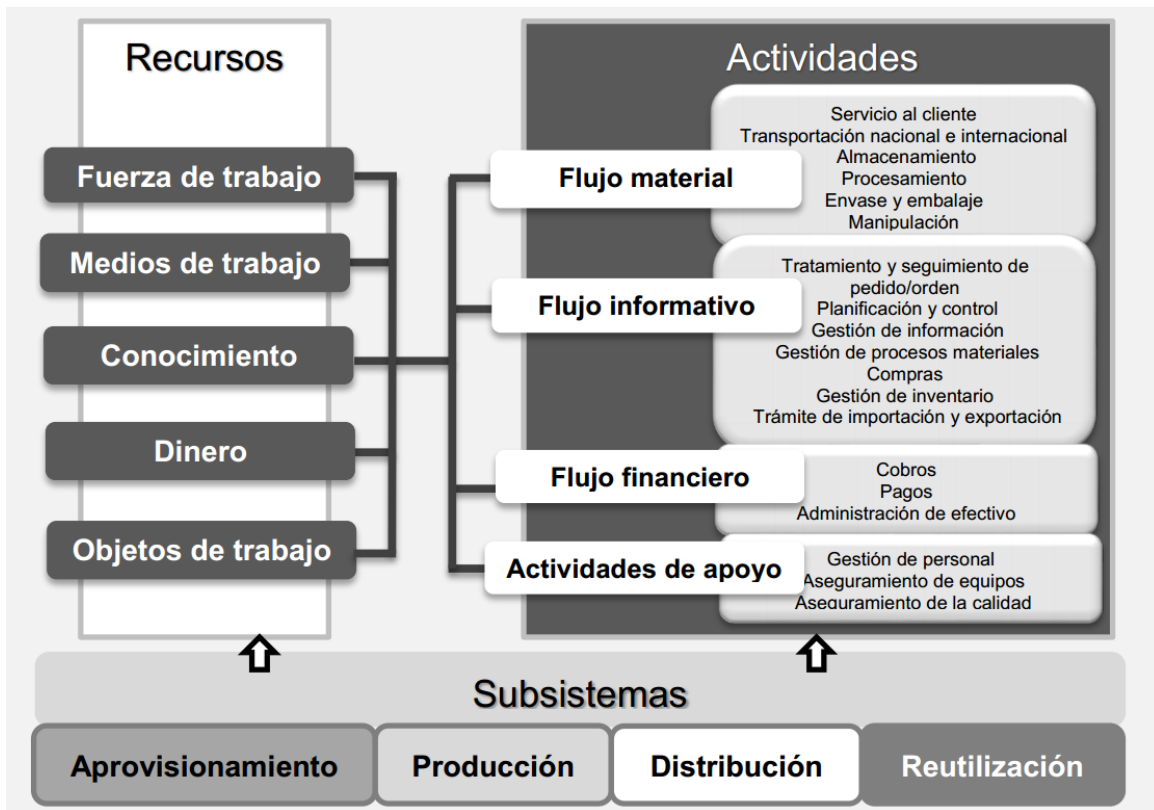 Recursos
Fuerza de trabajo
Medios de trabajo
Conocimiento
Dinero
Objetos de trabajo
Actividades
Flujo material
Servicio al cliente
Transportación nacional e internacional
Almacenamiento
Procesamiento
Envase y embalaje
Manipulación
Flujo informativo
Tratamiento y seguimiento de
pedido/orden
Planificación y control
Gestión de información
Gestión de procesos materiales
Compras
Gestión de inventario
Trámite de importación y exportación
Flujo financiero
Cobros
Pagos
Administración de efectivo
Actividades de apoyo
Gestión de personal
Aseguramiento de equipos
Aseguramiento de la calidad
Subsistemas
Aprovisionamiento
Producción
Distribución
Reutilización